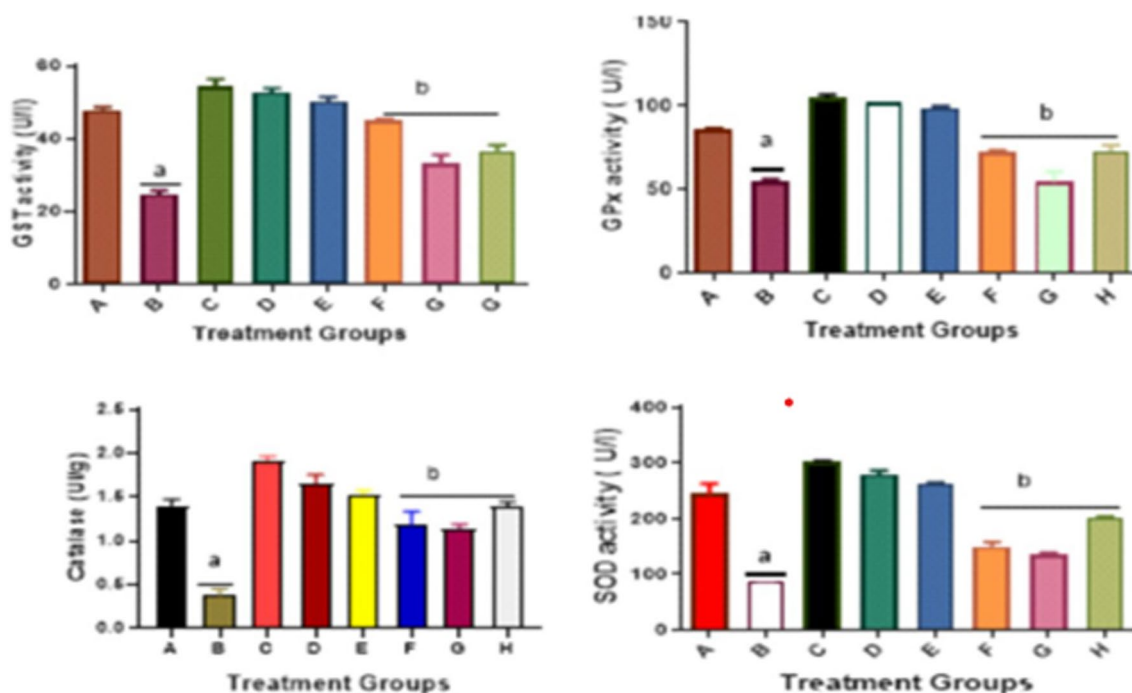 GST activity (U/l)
60
40
20
0
a
b
A B C D E F G G
Treatment Groups
GPx activity ( U/l)
150
100
50
0
a
b
A B C D E F G H
Treatment Groups
Catalase (U/g)
2.5
2.0
1.5
1.0
0.5
0.0
a
b
A B C D E F G H
Treatment Groups
SOD activity ( U/l)
400
300
200
100
0
a
b
A B C D E F G H
Treatment Groups